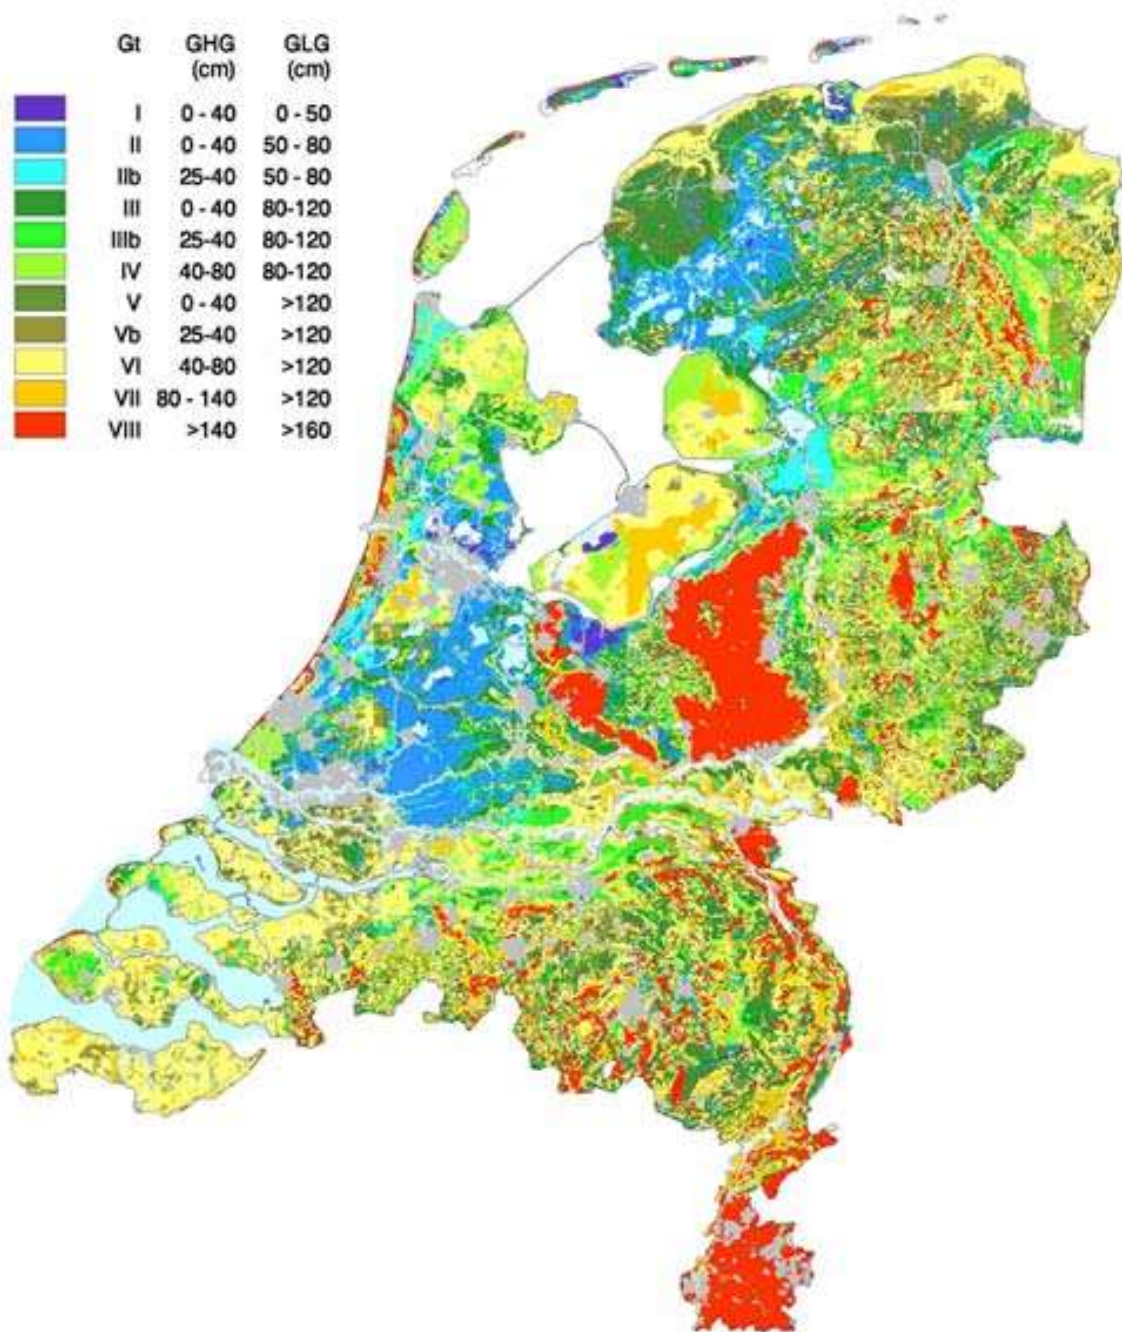 Gt GHG GLG
(cm) (cm)
I 0 - 40 0 - 50
II 0 - 40 50 - 80
IIb 25-40 50 - 80
III 0 - 40 80-120
IIIb 25-40 80-120
IV 40-80 80-120
V 0 - 40 >120
Vb 25-40 >120
VI 40-80 >120
VII 80 - 140 >120
VIII >140 >160